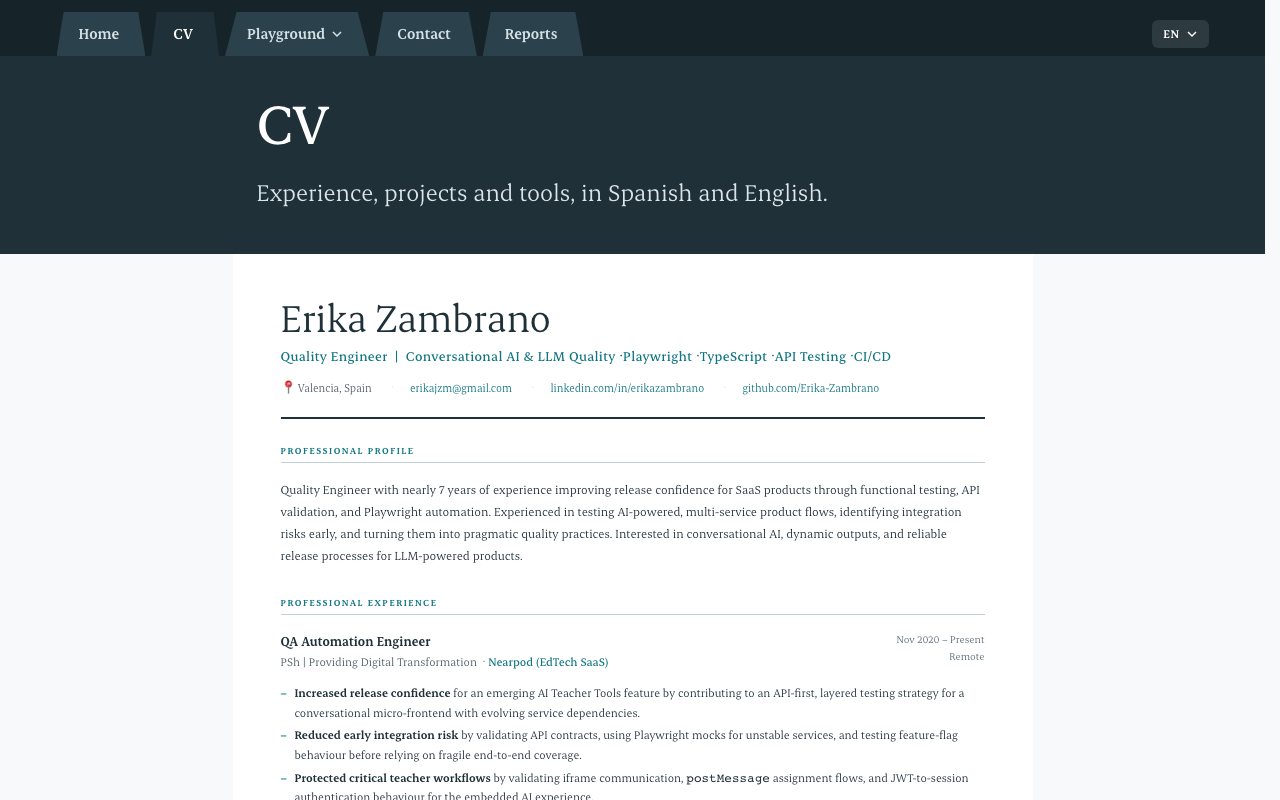 Home
CV
Playground
Contact
Reports
EN
CV
Experience, projects and tools, in Spanish and English.
Erika Zambrano
Quality Engineer | Conversational AI & LLM Quality ·Playwright ·TypeScript ·API Testing ·CI/CD
Valencia, Spain · erikajzm@gmail.com · linkedin.com/in/erikazambrano · github.com/Erika-Zambrano
PROFESSIONAL PROFILE
Quality Engineer with nearly 7 years of experience improving release confidence for SaaS products through functional testing, API
validation, and Playwright automation. Experienced in testing AI-powered, multi-service product flows, identifying integration
risks early, and turning them into pragmatic quality practices. Interested in conversational AI, dynamic outputs, and reliable
release processes for LLM-powered products.
PROFESSIONAL EXPERIENCE
QA Automation Engineer
Nov 2020 – Present
PSh | Providing Digital Transformation · Nearpod (EdTech SaaS)
Remote
– Increased release confidence for an emerging AI Teacher Tools feature by contributing to an API-first, layered testing strategy for a
conversational micro-frontend with evolving service dependencies.
– Reduced early integration risk by validating API contracts, using Playwright mocks for unstable services, and testing feature-flag
behaviour before relying on fragile end-to-end coverage.
– Protected critical teacher workflows by validating iframe communication, postMessage assignment flows, and JWT-to-session
authentication behaviour for the embedded AI experience.